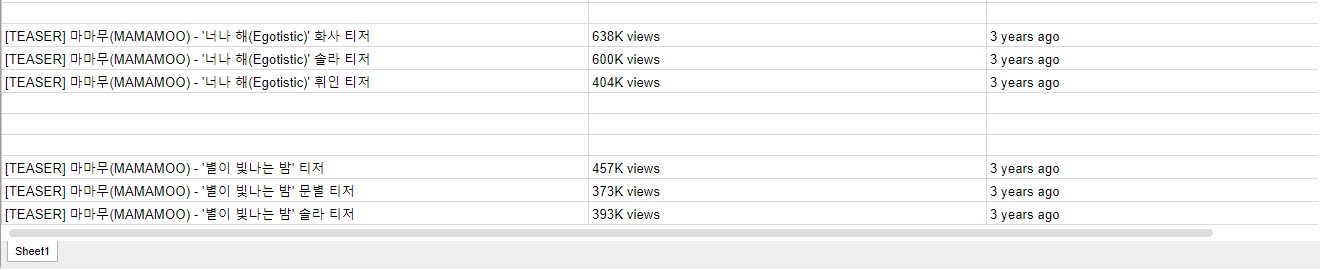 [TEASER] 마마무(MAMAMOO) - '너나 해(Egotistic)' 화사 티저 638K views 3 years ago
[TEASER] 마마무(MAMAMOO) - '너나 해(Egotistic)' 솔라 티저 600K views 3 years ago
[TEASER] 마마무(MAMAMOO) - '너나 해(Egotistic)' 휘인 티저 404K views 3 years ago
[TEASER] 마마무(MAMAMOO) - '별이 빛나는 밤' 티저 457K views 3 years ago
[TEASER] 마마무(MAMAMOO) - '별이 빛나는 밤' 문별 티저 373K views 3 years ago
[TEASER] 마마무(MAMAMOO) - '별이 빛나는 밤' 솔라 티저 393K views 3 years ago
Sheet1